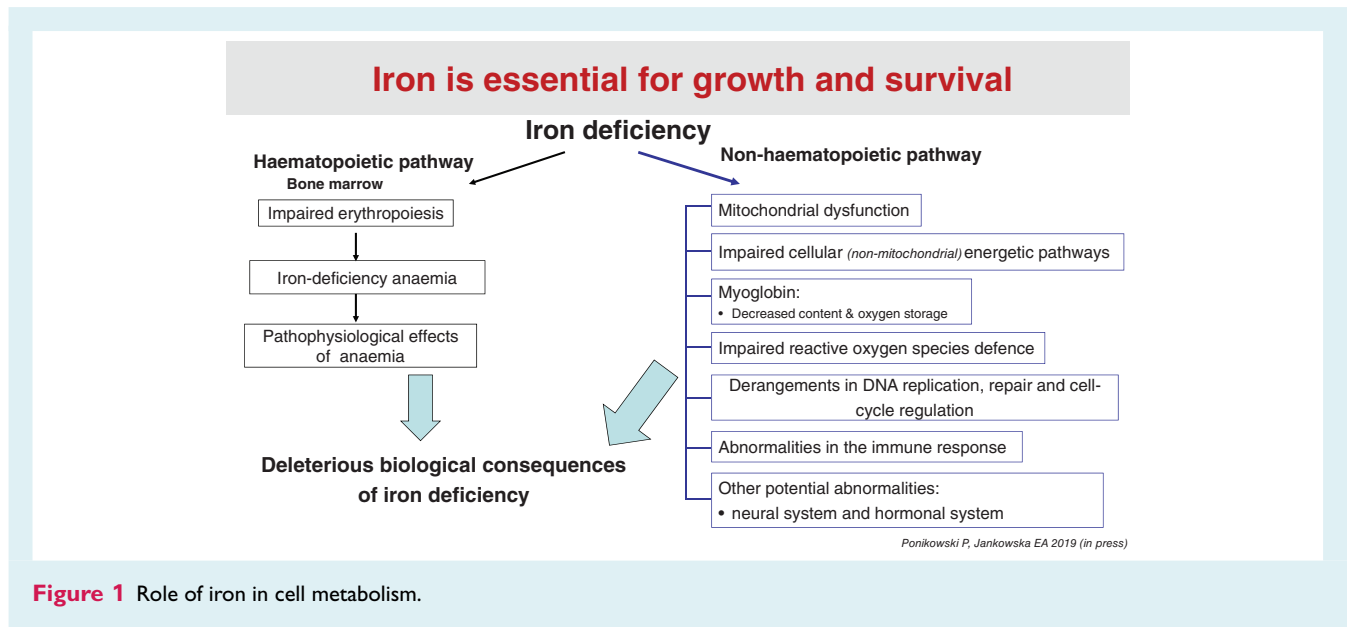 Iron is essential for growth and survival
Iron deficiency
Haematopoietic pathway
Bone marrow
Impaired erythropoiesis
Iron-deficiency anaemia
Pathophysiological effects
of anaemia
Non-haematopoietic pathway
Mitochondrial dysfunction
Impaired cellular (non-mitochondrial) energetic pathways
Myoglobin:
• Decreased content & oxygen storage
Impaired reactive oxygen species defence
Derangements in DNA replication, repair and cell-
cycle regulation
Abnormalities in the immune response
Other potential abnormalities:
• neural system and hormonal system
Deleterious biological consequences
of iron deficiency
Ponikowski P, Jankowska EA 2019 (in press)
Figure 1 Role of iron in cell metabolism.